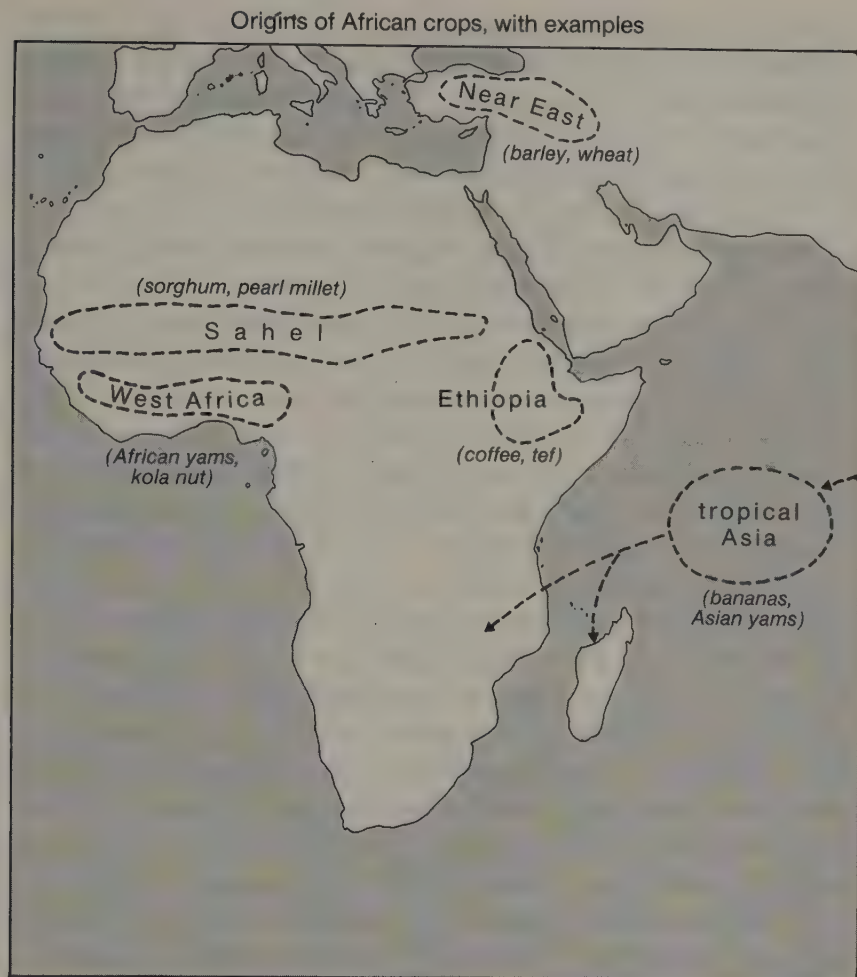 Origins of African crops, with examples
Near East
(barley, wheat)
(sorghum, pearl millet)
Sahel
West Africa
(African yams,
kola nut)
Ethiopia
(coffee, tef)
tropical
Asia
(bananas,
Asian yams)